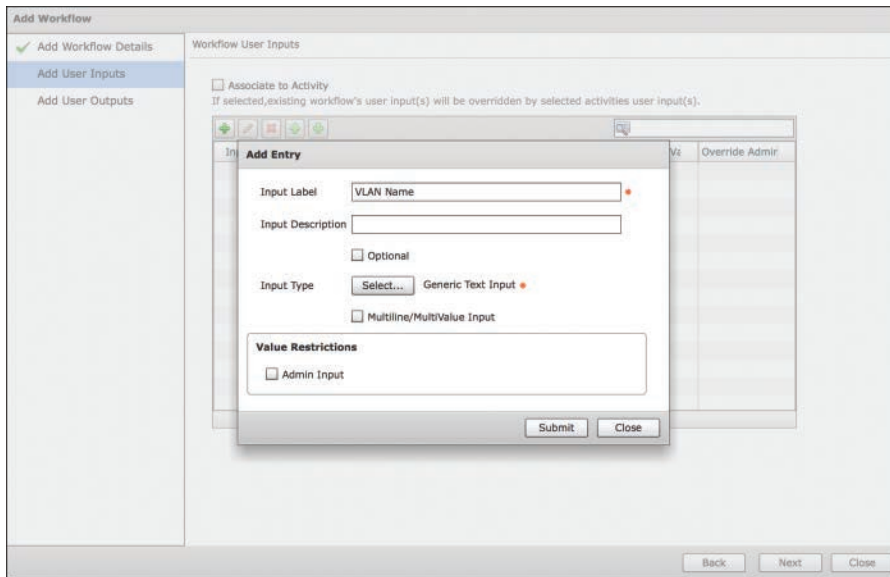 Add Workflow
Add Workflow Details
Add User Inputs
Add User Outputs
Workflow User Inputs
Associate to Activity
If selected,existing workflow's user input(s) will be overridden by selected activities user input(s).
Override Admin
Add Entry
Input Label
VLAN Name
Input Description
Optional
Input Type
Select...
Generic Text Input
Multiline/MultiValue Input
Value Restrictions
Admin Input
Submit
Close
Back
Next
Close